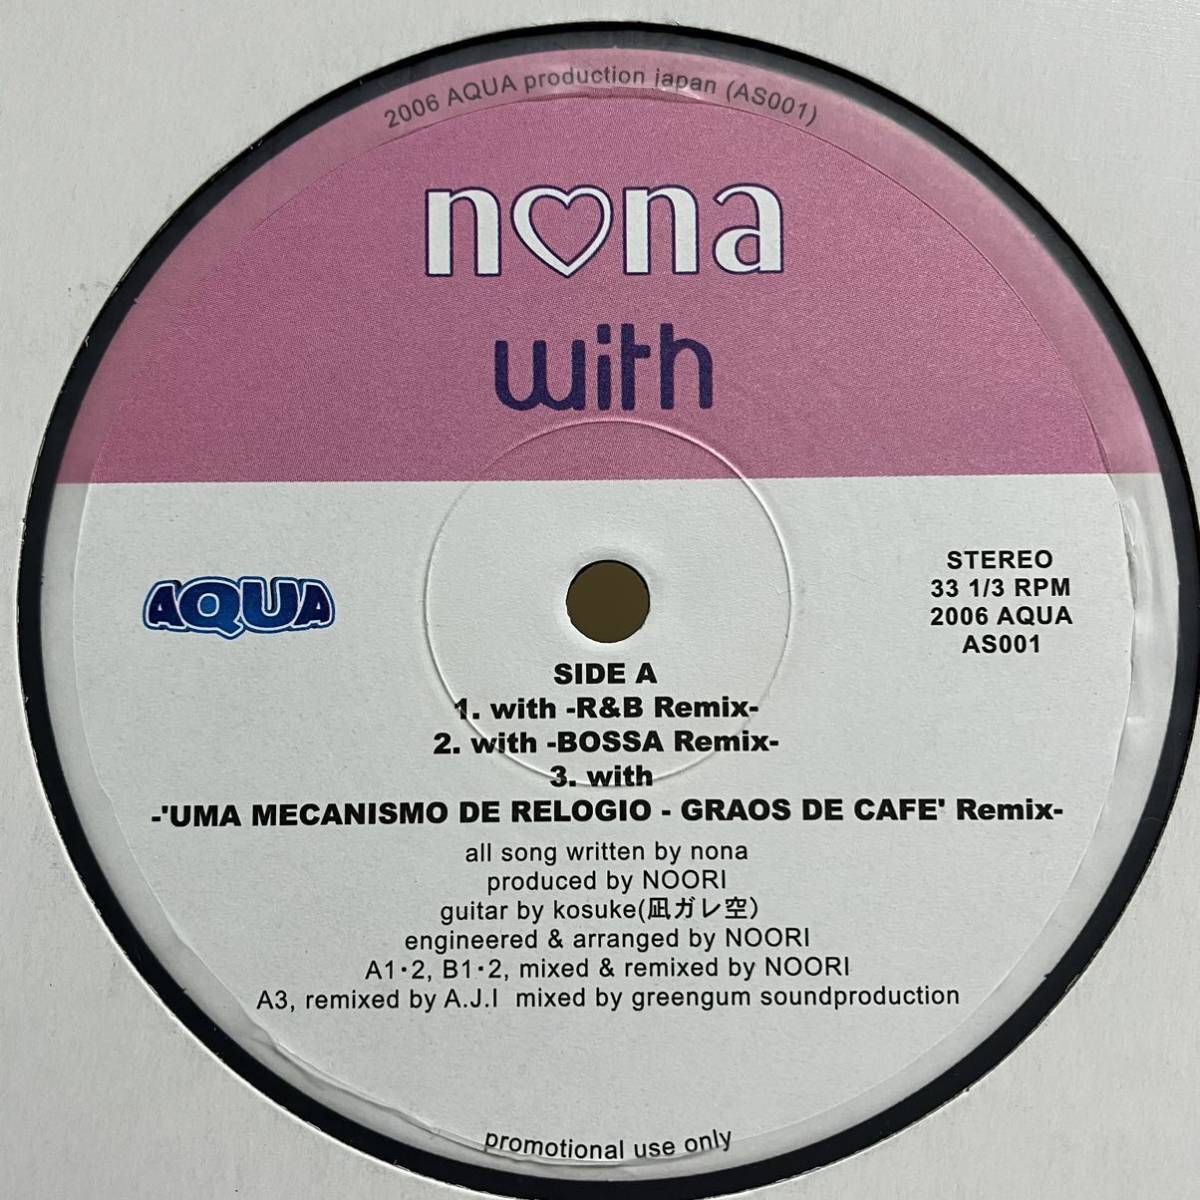 2006 AQUA production japan (AS001)
nona
with
AQUA
STEREO
33 1/3 RPM
2006 AQUA
AS001
SIDE A
1. with -R&B Remix-
2. with -BOSSA Remix-
3. with
-'UMA MECANISMO DE RELOGIO - GRAOS DE CAFE' Remix-
all song written by nona
produced by NOORI
guitar by kosuke(凪ガレ空)
engineered & arranged by NOORI
A1・2, B1・2, mixed & remixed by NOORI
A3, remixed by A.J.I mixed by greengum soundproduction
promotional use only